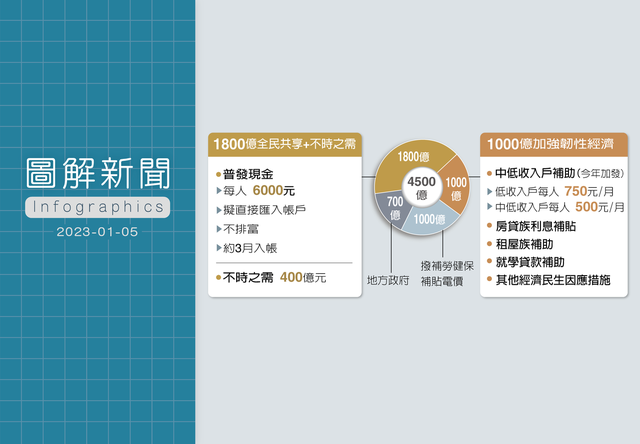 圖解新聞
Infographics
2023-01-05
1800億全民共享+不時之需
普發現金
每人 6000元
擬直接匯入帳戶
不排富
約3月入帳
不時之需 400億元
1800億
1000億
1000億
700億
4500億
地方政府
撥補勞健保
補貼電價
1000億加強韌性經濟
中低收入戶補助(今年加發)
低收入戶每人 750元/月
中低收入戶每人 500元/月
房貸族利息補貼
租屋族補助
就學貸款補助
其他經濟民生因應措施